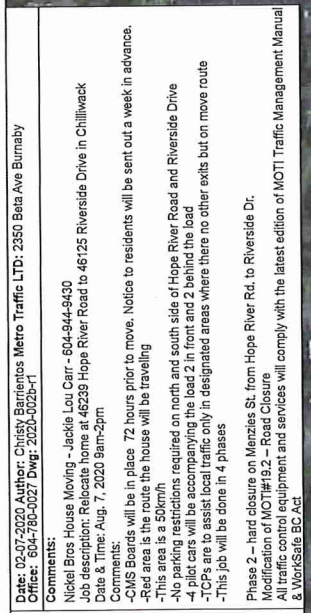 Date: 02-07-2020 Author: Christy Barrientos Metro Traffic LTD: 2350 Beta Ave Burnaby
Office: 604-780-0027 Dwg: 2020-002b-r1
Comments:
Nickel Bros House Moving - Jackie Lou Carr - 604-944-9430
Job description: Relocate home at 46239 Hope River Road to 46125 Riverside Drive in Chilliwack
Date & Time: Aug. 7, 2020 9am-2pm
Comments:
-CMS Boards will be in place 72 hours prior to move. Notice to residents will be sent out a week in advance.
-Red area is the route the house will be traveling
-This area is a 50km/h
-No parking restrictions required on north and south side of Hope River Road and Riverside Drive
-4 pilot cars will be accompanying the load 2 in front and 2 behind the load
-TCPs are to assist local traffic only in designated areas where there no other exits but on move route
-This job will be done in 4 phases
Phase 2 – hard closure on Menzies St. from Hope River Rd. to Riverside Dr.
Modification of MOTI#19.2 – Road Closure
All traffic control equipment and services will comply with the latest edition of MOTI Traffic Management Manual
& WorkSafe BC Act